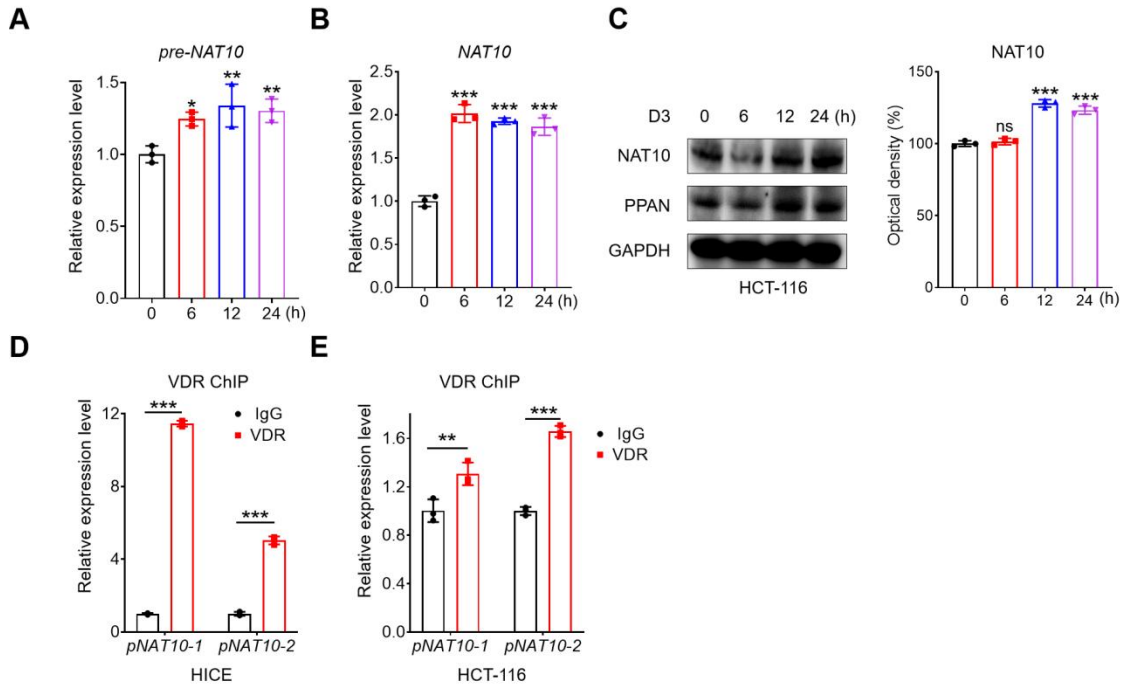 A
pre-NAT10
Relative expression level
1.5
1.0
0.5
0.0
*
**
**
0 6 12 24 (h)
B
NAT10
Relative expression level
2.5
2.0
1.5
1.0
0.5
0.0
***
***
***
0 6 12 24 (h)
C
D3 0 6 12 24 (h)
NAT10
PPAN
GAPDH
HCT-116
NAT10
Optical density (%)
150
100
50
0
ns
***
***
0 6 12 24 (h)
D
VDR ChIP
Relative expression level
12
8
4
0
***
***
IgG
VDR
pNAT10-1 pNAT10-2
HICE
E
VDR ChIP
Relative expression level
1.6
1.2
0.8
0.4
0.0
**
***
IgG
VDR
pNAT10-1 pNAT10-2
HCT-116